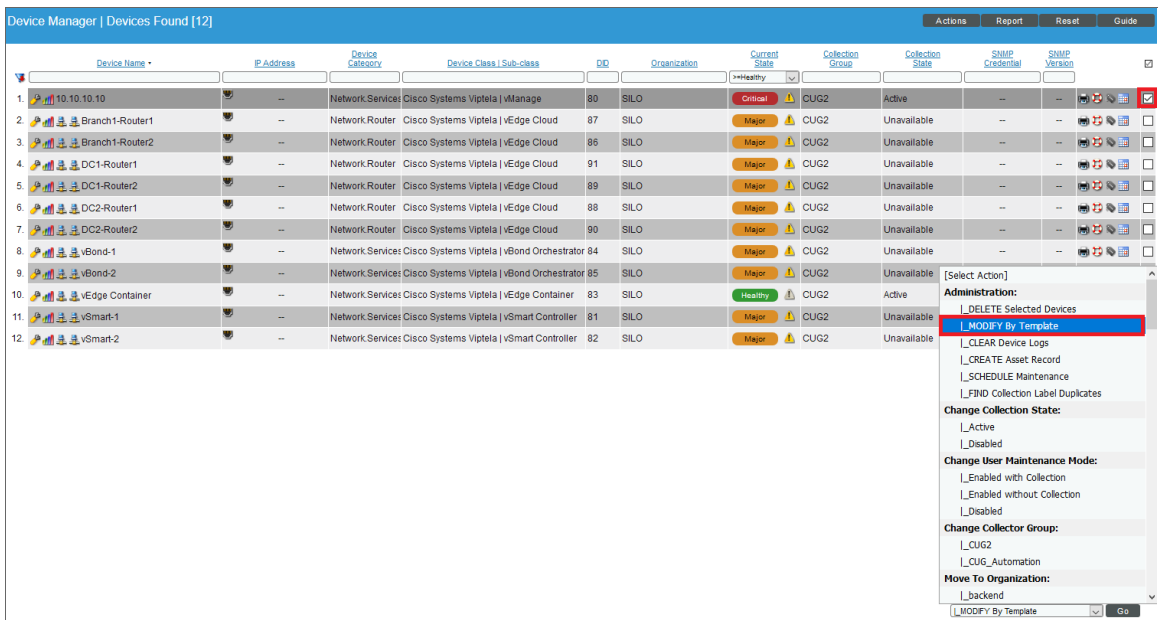 Device Manager | Devices Found [12]
Actions Report Reset Guide
Device Name • IP Address Device Category Device Class | Sub-class DID Organization Current State Collection Group Collection State SNMP Credential SNMP Version
>=Healthy
1. 10.10.10.10 -- Network.Services Cisco Systems Viptela | vManage 80 SILO Critical CUG2 Active -- --
2. Branch1-Router1 -- Network.Router Cisco Systems Viptela | vEdge Cloud 87 SILO Major CUG2 Unavailable -- --
3. Branch1-Router2 -- Network.Router Cisco Systems Viptela | vEdge Cloud 86 SILO Major CUG2 Unavailable -- --
4. DC1-Router1 -- Network.Router Cisco Systems Viptela | vEdge Cloud 91 SILO Major CUG2 Unavailable -- --
5. DC1-Router2 -- Network.Router Cisco Systems Viptela | vEdge Cloud 89 SILO Major CUG2 Unavailable -- --
6. DC2-Router1 -- Network.Router Cisco Systems Viptela | vEdge Cloud 88 SILO Major CUG2 Unavailable -- --
7. DC2-Router2 -- Network.Router Cisco Systems Viptela | vEdge Cloud 90 SILO Major CUG2 Unavailable -- --
8. vBond-1 -- Network.Services Cisco Systems Viptela | vBond Orchestrator 84 SILO Major CUG2 Unavailable -- --
9. vBond-2 -- Network.Services Cisco Systems Viptela | vBond Orchestrator 85 SILO Major CUG2 Unavailable
10. vEdge Container -- Network.Services Cisco Systems Viptela | vEdge Container 83 SILO Healthy CUG2 Active
11. vSmart-1 -- Network.Services Cisco Systems Viptela | vSmart Controller 81 SILO Major CUG2 Unavailable
12. vSmart-2 -- Network.Services Cisco Systems Viptela | vSmart Controller 82 SILO Major CUG2 Unavailable
[Select Action]
Administration:
|_DELETE Selected Devices
|_MODIFY By Template
|_CLEAR Device Logs
|_CREATE Asset Record
|_SCHEDULE Maintenance
|_FIND Collection Label Duplicates
Change Collection State:
|_Active
|_Disabled
Change User Maintenance Mode:
|_Enabled with Collection
|_Enabled without Collection
|_Disabled
Change Collector Group:
|_CUG2
|_CUG_Automation
Move To Organization:
|_backend
|_MODIFY By Template Go